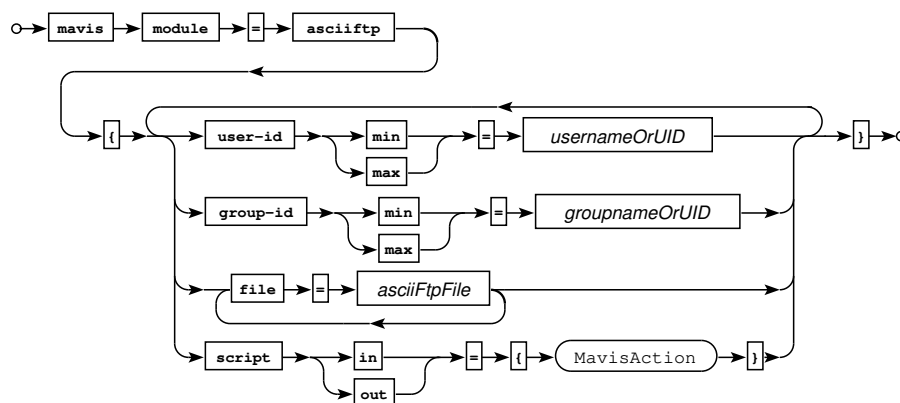 mavis module = asciiftp
{ user-id min = usernameOrUID }
max
group-id min = groupnameOrUID
max
file = asciiFtpFile
script in = { MavisAction }
out